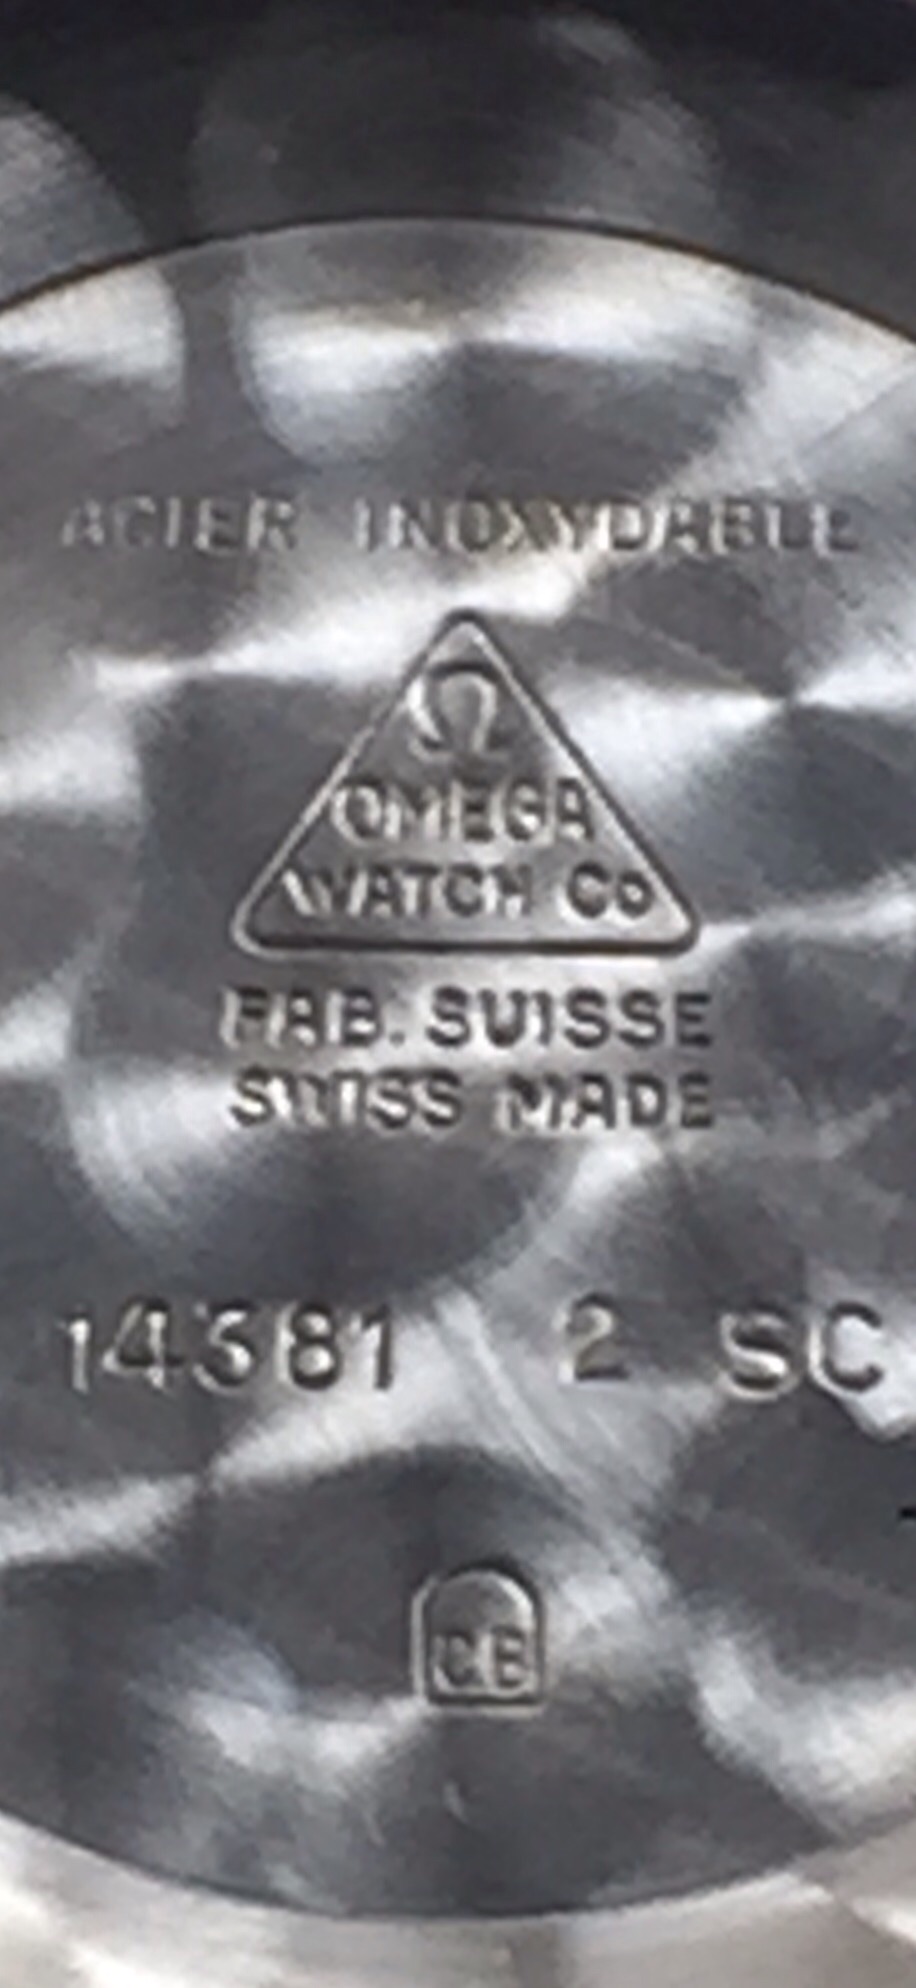 ACIER INOXYDABLE
Ω
OMEGA
WATCH Co
FAB. SUISSE
SWISS MADE
14381 2 SC
CB